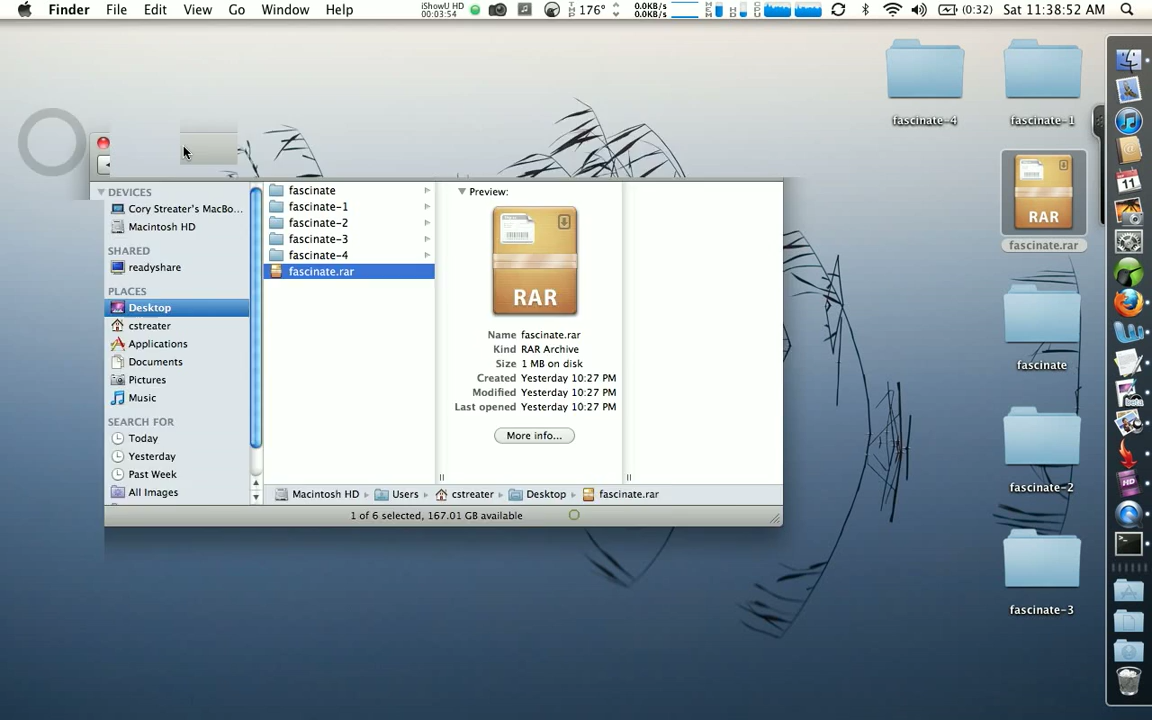 Finder File Edit View Go Window Help iShowU HD 00:03:54 TMP 176° 0.0KB/s 0.0KB/s MEM HD CPU (0:32) Sat 11:38:52 AM
fascinate-4
fascinate-1
RAR
fascinate.rar
fascinate
fascinate-2
fascinate-3
DEVICES
Cory Streater's MacBo...
Macintosh HD
SHARED
readyshare
PLACES
Desktop
cstreater
Applications
Documents
Pictures
Music
SEARCH FOR
Today
Yesterday
Past Week
All Images
fascinate
fascinate-1
fascinate-2
fascinate-3
fascinate-4
fascinate.rar
Preview:
RAR
Name fascinate.rar
Kind RAR Archive
Size 1 MB on disk
Created Yesterday 10:27 PM
Modified Yesterday 10:27 PM
Last opened Yesterday 10:27 PM
More info...
Macintosh HD Users cstreater Desktop fascinate.rar
1 of 6 selected, 167.01 GB available
11
HD